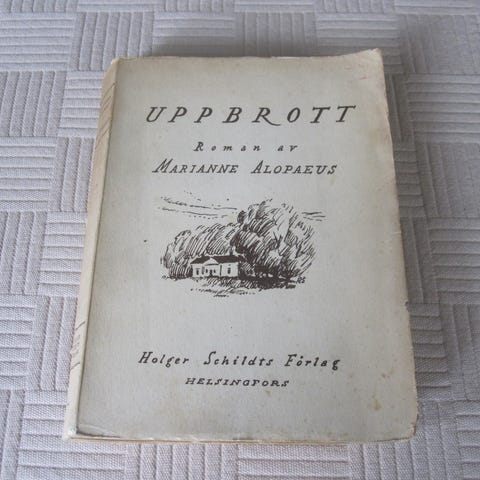 UPPBROTT
Roman av
MARIANNE ALOPAEUS
Holger Schildts Förlag
HELSINGFORS